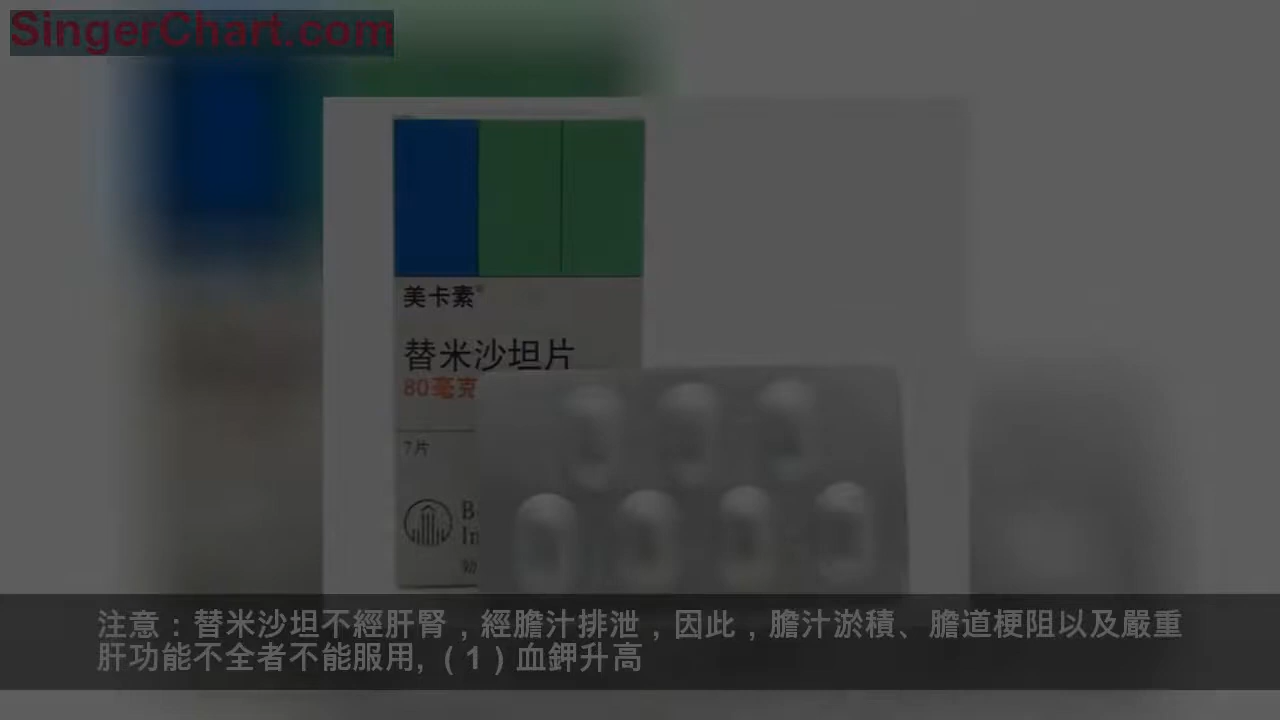 SingerChart.com
美卡素®
替米沙坦片
80毫克
7片
B
In
注意：替米沙坦不經肝腎，經膽汁排泄，因此，膽汁淤積、膽道梗阻以及嚴重
肝功能不全者不能服用,（1）血鉀升高